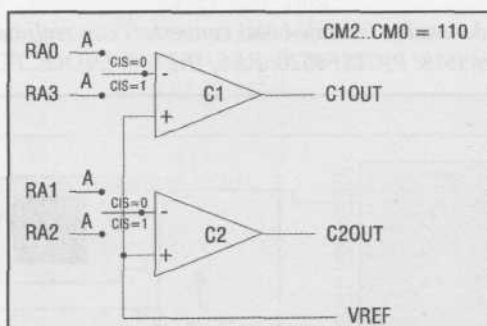 CM2..CM0 = 110
RA0 A
CIS=0
-
RA3 A
CIS=1
C1
C1OUT
+
RA1 A
CIS=0
-
RA2 A
CIS=1
C2
C2OUT
+
VREF